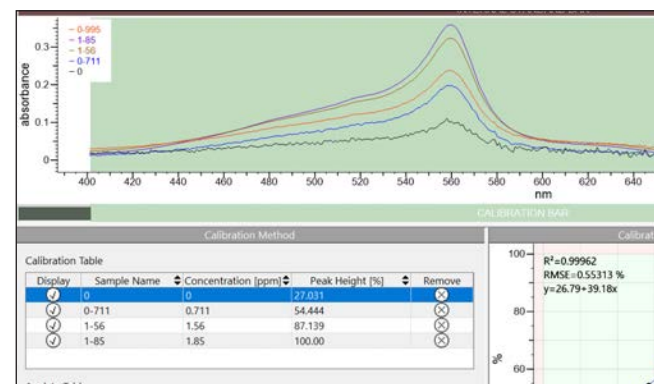 0-995
1-85
1-56
0-711
0
absorbance
0.3
0.2
0.1
0
400 420 440 460 480 500 520 540 560 580 600 620 640
nm
CALIBRATION BAR
Calibration Method
Calibration Table
Display Sample Name Concentration [ppm] Peak Height [%] Remove
0 0 27.031
0-711 0.711 54.444
1-56 1.56 87.139
1-85 1.85 100.00
100
80
60
%
R²=0.99962
RMSE=0.55313 %
y=26.79+39.18x